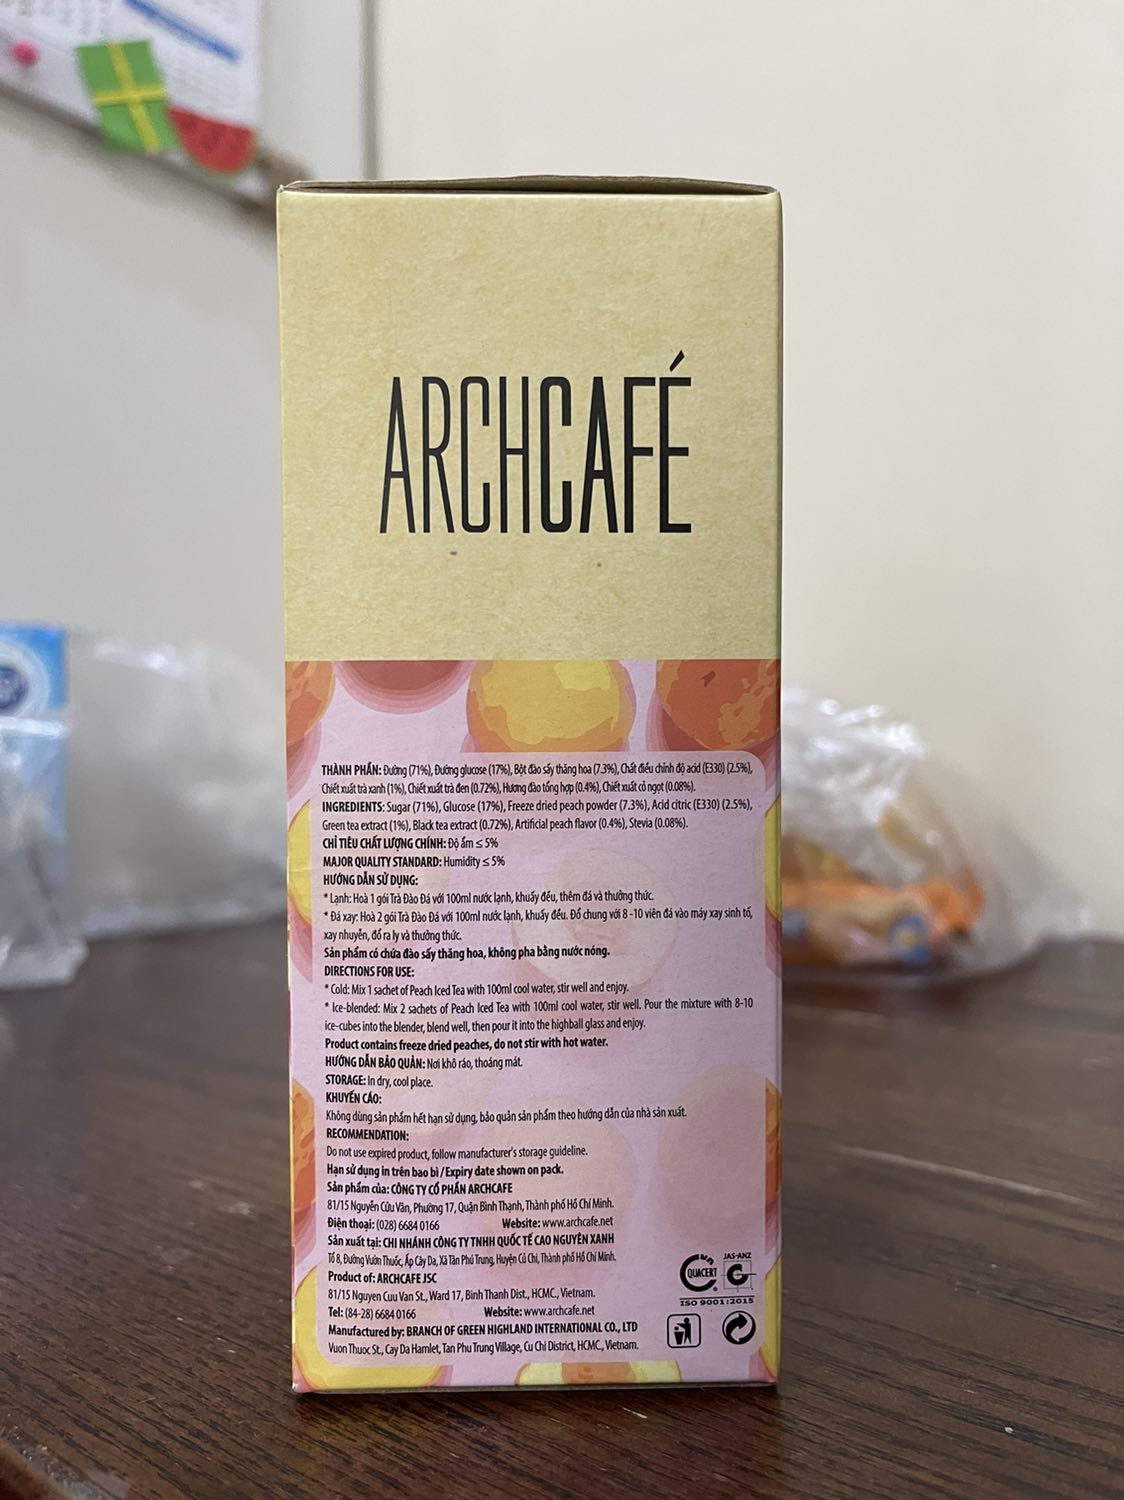 ARCHCAFÉ
THÀNH PHẦN: Đường (71%), Đường glucose (17%), Bột đào sấy thăng hoa (7.3%), Chất điều chỉnh độ acid (E330) (2.5%),
Chiết xuất trà xanh (1%), Chiết xuất trà đen (0.72%), Hương đào tổng hợp (0.4%), Chiết xuất cỏ ngọt (0.08%).
INGREDIENTS: Sugar (71%), Glucose (17%), Freeze dried peach powder (7.3%), Acid citric (E330) (2.5%),
Green tea extract (1%), Black tea extract (0.72%), Artificial peach flavor (0.4%), Stevia (0.08%).
CHỈ TIÊU CHẤT LƯỢNG CHÍNH: Độ ẩm ≤ 5%
MAJOR QUALITY STANDARD: Humidity ≤ 5%
HƯỚNG DẪN SỬ DỤNG:
* Lạnh: Hoà 1 gói Trà Đào Đá với 100ml nước lạnh, khuấy đều, thêm đá và thưởng thức.
* Đá xay: Hoà 2 gói Trà Đào Đá với 100ml nước lạnh, khuấy đều. Đổ chung với 8 -10 viên đá vào máy xay sinh tố,
xay nhuyễn, đổ ra ly và thưởng thức.
Sản phẩm có chứa đào sấy thăng hoa, không pha bằng nước nóng.
DIRECTIONS FOR USE:
* Cold: Mix 1 sachet of Peach Iced Tea with 100ml cool water, stir well and enjoy.
* Ice-blended: Mix 2 sachets of Peach Iced Tea with 100ml cool water, stir well. Pour the mixture with 8-10
ice-cubes into the blender, blend well, then pour it into the highball glass and enjoy.
Product contains freeze dried peaches, do not stir with hot water.
HƯỚNG DẪN BẢO QUẢN: Nơi khô ráo, thoáng mát.
STORAGE: In dry, cool place.
KHUYẾN CÁO:
Không dùng sản phẩm hết hạn sử dụng, bảo quản sản phẩm theo hướng dẫn của nhà sản xuất.
RECOMMENDATION:
Do not use expired product, follow manufacturer's storage guideline.
Hạn sử dụng in trên bao bì / Expiry date shown on pack.
Sản phẩm của: CÔNG TY CỔ PHẦN ARCHCAFE
81/15 Nguyễn Cửu Vân, Phường 17, Quận Bình Thạnh, Thành phố Hồ Chí Minh.
Điện thoại: (028) 6684 0166 Website: www.archcafe.net
Sản xuất tại: CHI NHÁNH CÔNG TY TNHH QUỐC TẾ CAO NGUYÊN XANH
Tổ 8, Đường Vườn Thuốc, Ấp Cây Da, Xã Tân Phú Trung, Huyện Củ Chi, Thành phố Hồ Chí Minh.
Product of: ARCHCAFE JSC
81/15 Nguyen Cuu Van St., Ward 17, Binh Thanh Dist., HCMC., Vietnam.
Tel: (84-28) 6684 0166 Website: www.archcafe.net
Manufactured by: BRANCH OF GREEN HIGHLAND INTERNATIONAL CO., LTD
Vuon Thuoc St., Cay Da Hamlet, Tan Phu Trung Village, Cu Chi District, HCMC., Vietnam.
QUACERT
JAS-ANZ
ISO 9001:2015